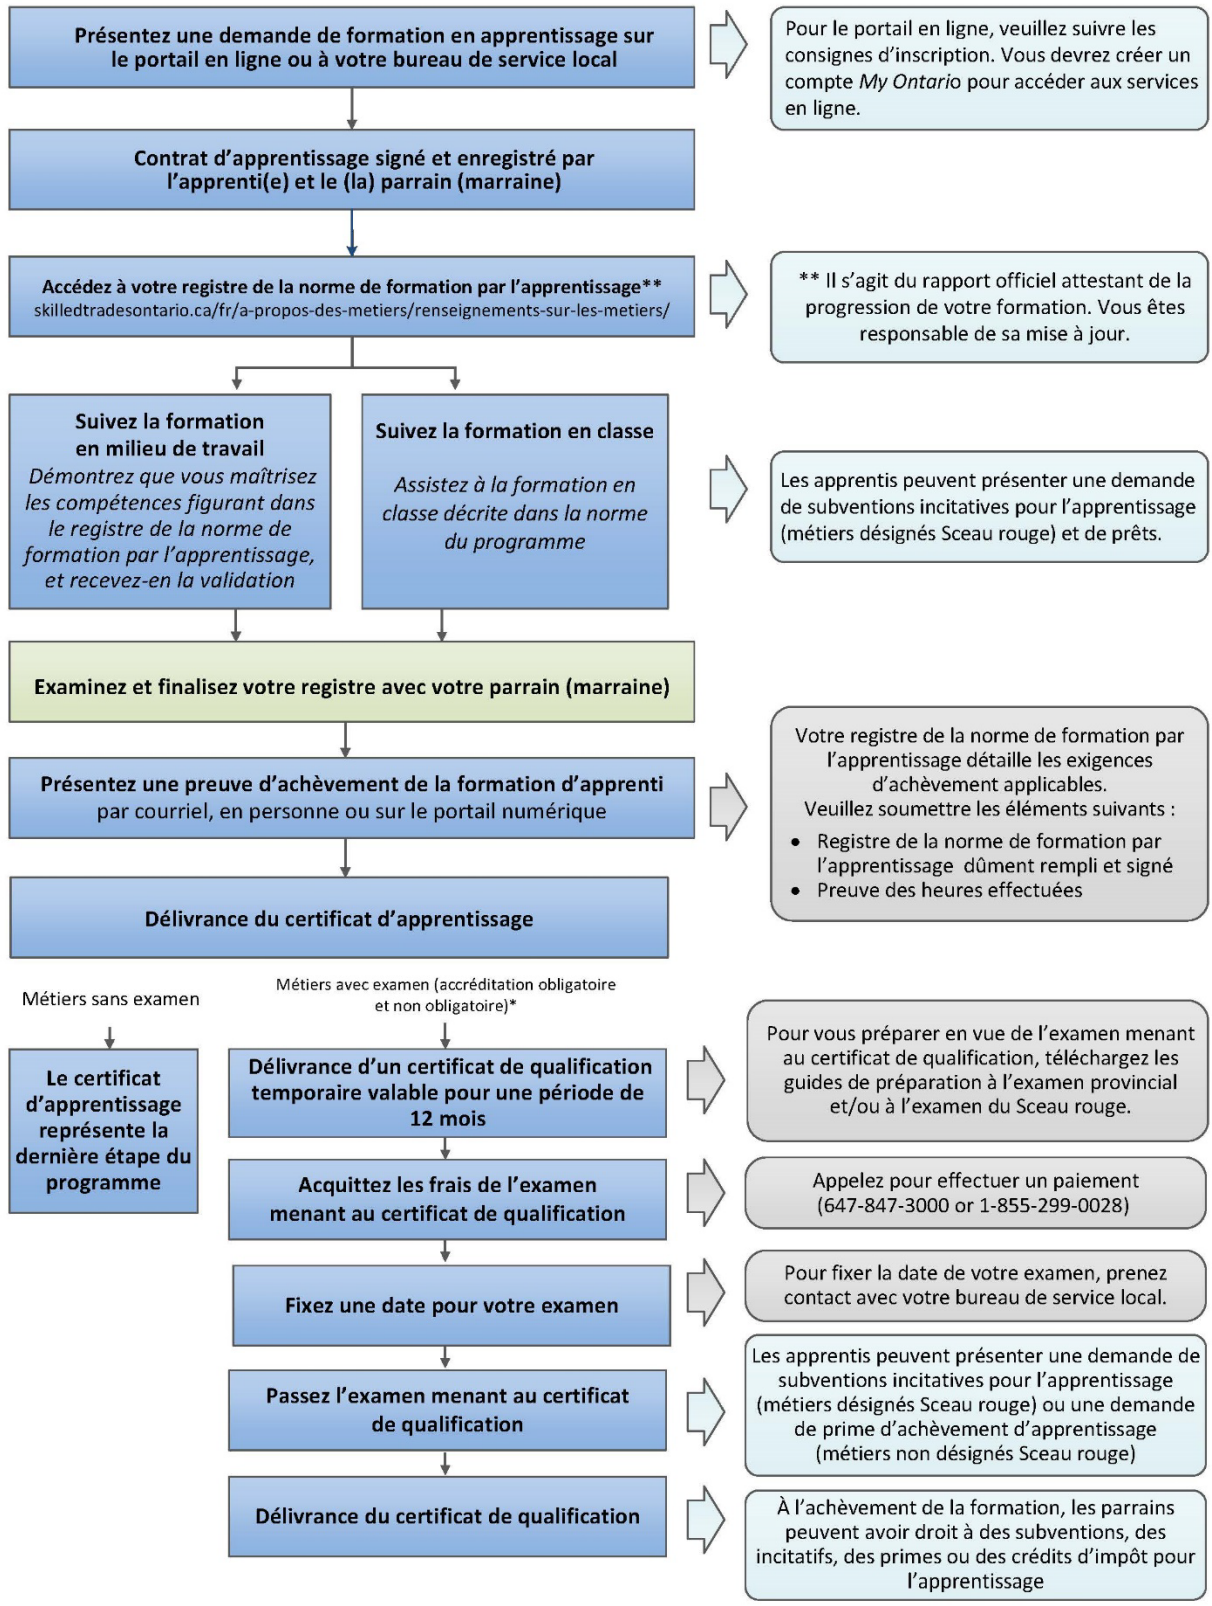 Présentez une demande de formation en apprentissage sur
le portail en ligne ou à votre bureau de service local
Pour le portail en ligne, veuillez suivre les
consignes d’inscription. Vous devrez créer un
compte My Ontario pour accéder aux services
en ligne.
Contrat d’apprentissage signé et enregistré par
l’apprenti(e) et le (la) parrain (marraine)
Accédez à votre registre de la norme de formation par l’apprentissage**
skilledtradesontario.ca/fr/a-propos-des-metiers/renseignements-sur-les-metiers/
** Il s’agit du rapport officiel attestant de la
progression de votre formation. Vous êtes
responsable de sa mise à jour.
Suivez la formation
en milieu de travail
Démontrez que vous maîtrisez
les compétences figurant dans
le registre de la norme de
formation par l’apprentissage,
et recevez-en la validation
Suivez la formation en classe
Assistez à la formation en
classe décrite dans la norme
du programme
Les apprentis peuvent présenter une demande
de subventions incitatives pour l’apprentissage
(métiers désignés Sceau rouge) et de prêts.
Examinez et finalisez votre registre avec votre parrain (marraine)
Présentez une preuve d’achèvement de la formation d’apprenti
par courriel, en personne ou sur le portail numérique
Votre registre de la norme de formation par
l’apprentissage détaille les exigences
d’achèvement applicables.
Veuillez soumettre les éléments suivants :
• Registre de la norme de formation par
l’apprentissage dûment rempli et signé
• Preuve des heures effectuées
Délivrance du certificat d’apprentissage
Métiers sans examen
Le certificat
d’apprentissage
représente la
dernière étape du
programme
Métiers avec examen (accréditation obligatoire
et non obligatoire)*
Délivrance d’un certificat de qualification
temporaire valable pour une période de
12 mois
Pour vous préparer en vue de l’examen menant
au certificat de qualification, téléchargez les
guides de préparation à l’examen provincial
et/ou à l’examen du Sceau rouge.
Acquittez les frais de l’examen
menant au certificat de qualification
Appelez pour effectuer un paiement
(647-847-3000 or 1-855-299-0028)
Fixez une date pour votre examen
Pour fixer la date de votre examen, prenez
contact avec votre bureau de service local.
Passez l’examen menant au certificat
de qualification
Les apprentis peuvent présenter une demande de
subventions incitatives pour l’apprentissage
(métiers désignés Sceau rouge) ou une demande
de prime d’achèvement d’apprentissage
(métiers non désignés Sceau rouge)
Délivrance du certificat de qualification
À l’achèvement de la formation, les parrains
peuvent avoir droit à des subventions, des
incitatifs, des primes ou des crédits d’impôt pour
l’apprentissage